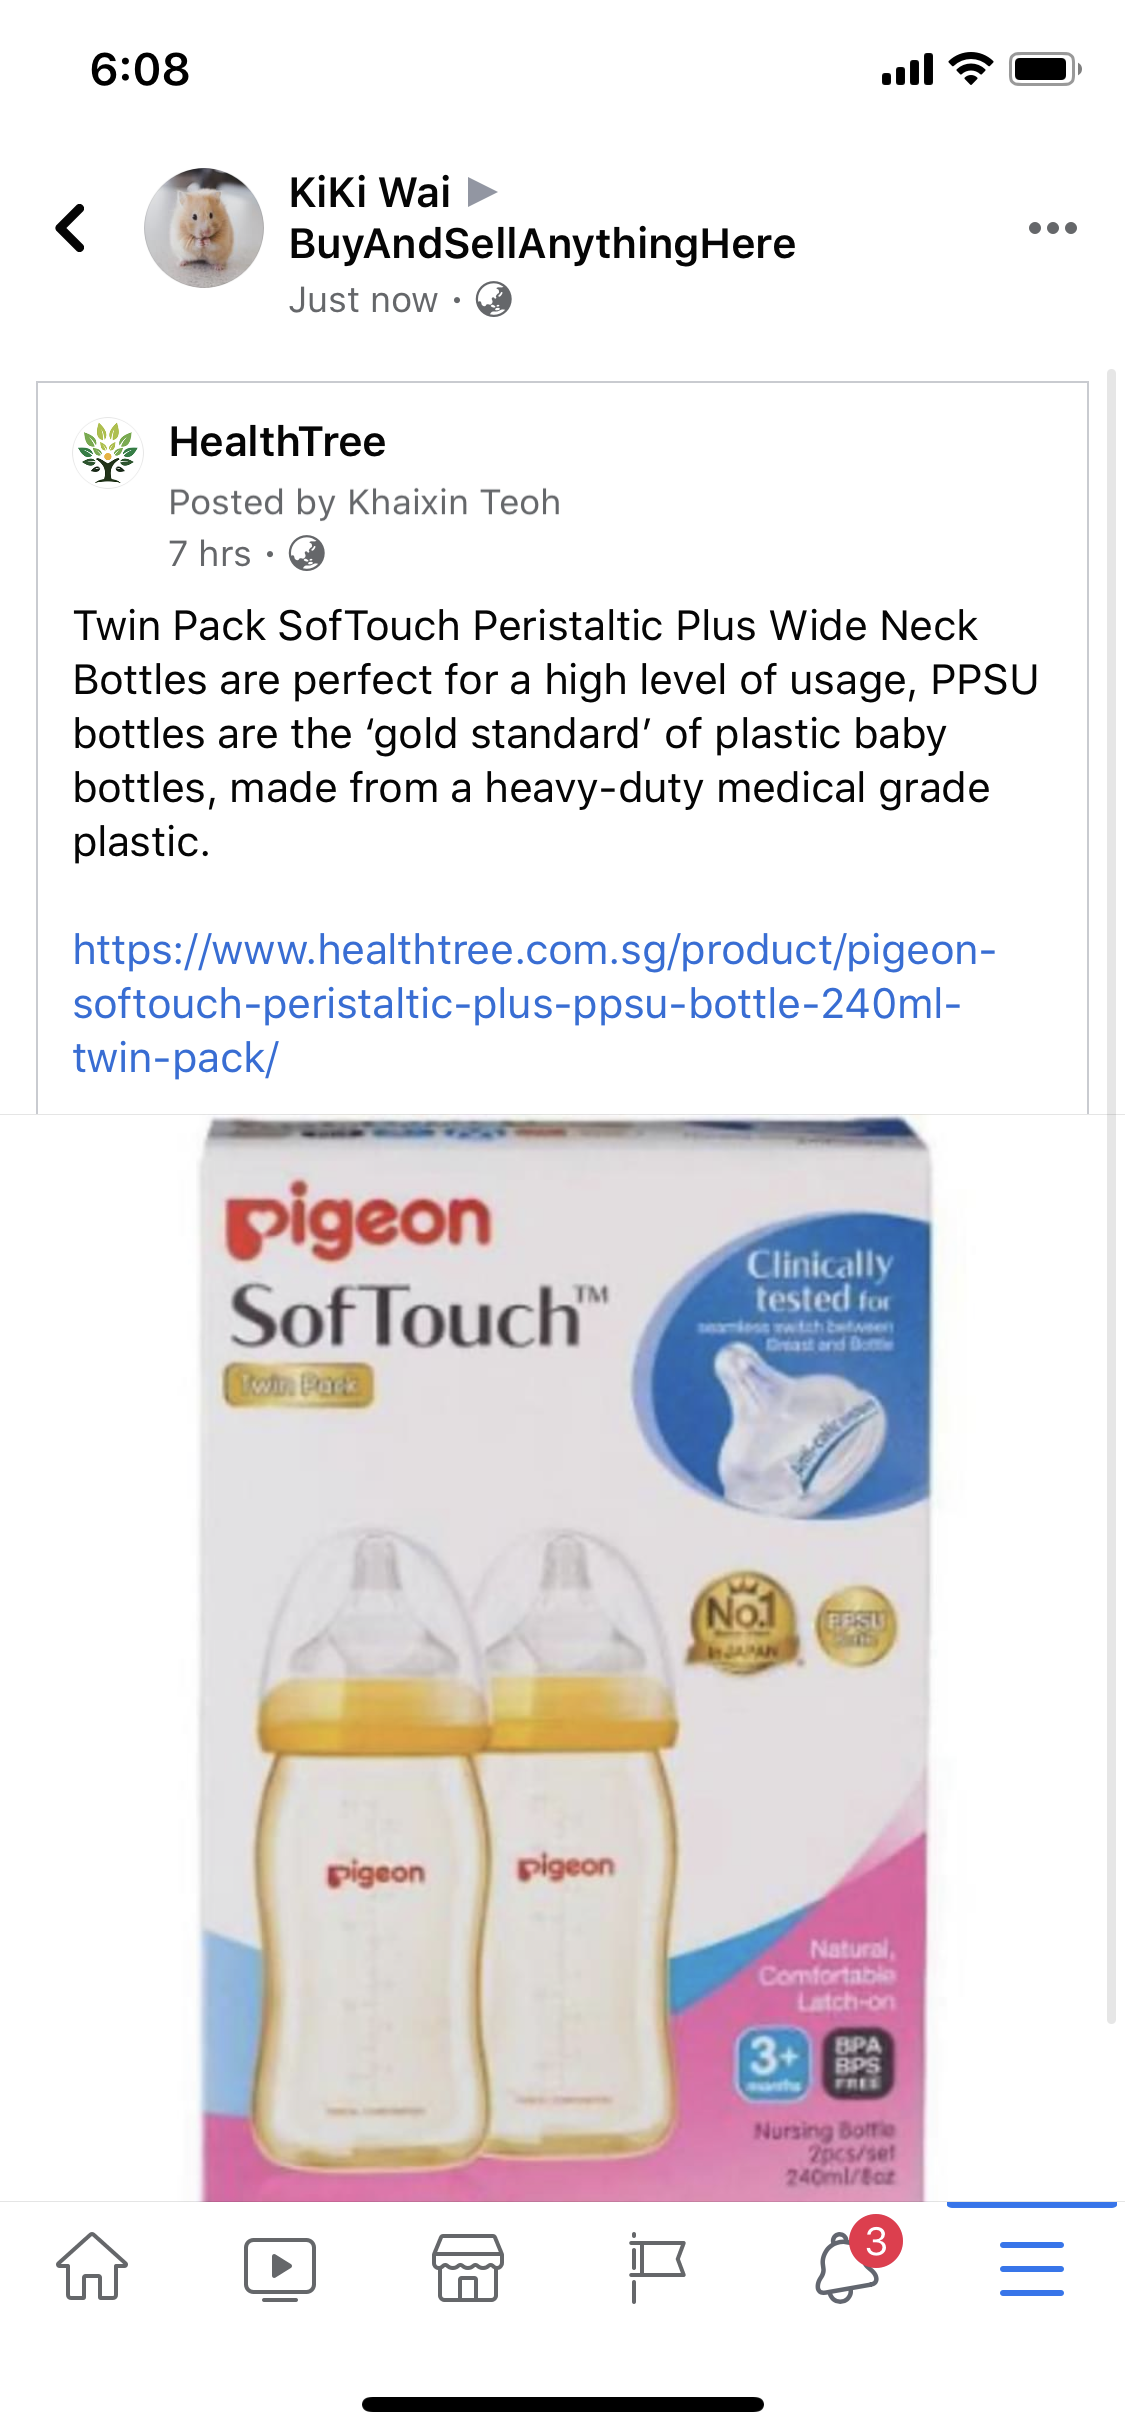 6:08
KiKi Wai ▶
BuyAndSellAnythingHere
Just now ·
HealthTree
Posted by Khaixin Teoh
7 hrs ·
Twin Pack SofTouch Peristaltic Plus Wide Neck
Bottles are perfect for a high level of usage, PPSU
bottles are the ‘gold standard’ of plastic baby
bottles, made from a heavy-duty medical grade
plastic.
https://www.healthtree.com.sg/product/pigeon-
softouch-peristaltic-plus-ppsu-bottle-240ml-
twin-pack/
pigeon
SofTouch™
Twin Pack
Clinically
tested for
seamless switch between
Breast and Bottle
Anti-colic system
No.1
in JAPAN
PPSU
pigeon
pigeon
Natural,
Comfortable
Latch-on
3+
months
BPA
BPS
FREE
Nursing Bottle
2pcs/set
240ml/8oz
3